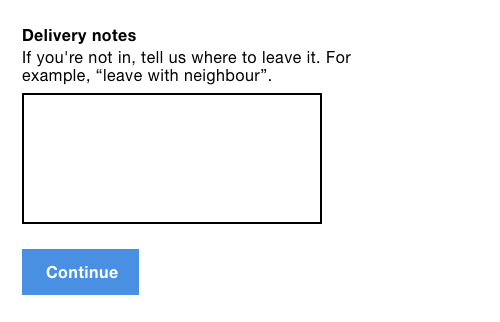 Delivery notes
If you're not in, tell us where to leave it. For
example, “leave with neighbour”.
Continue